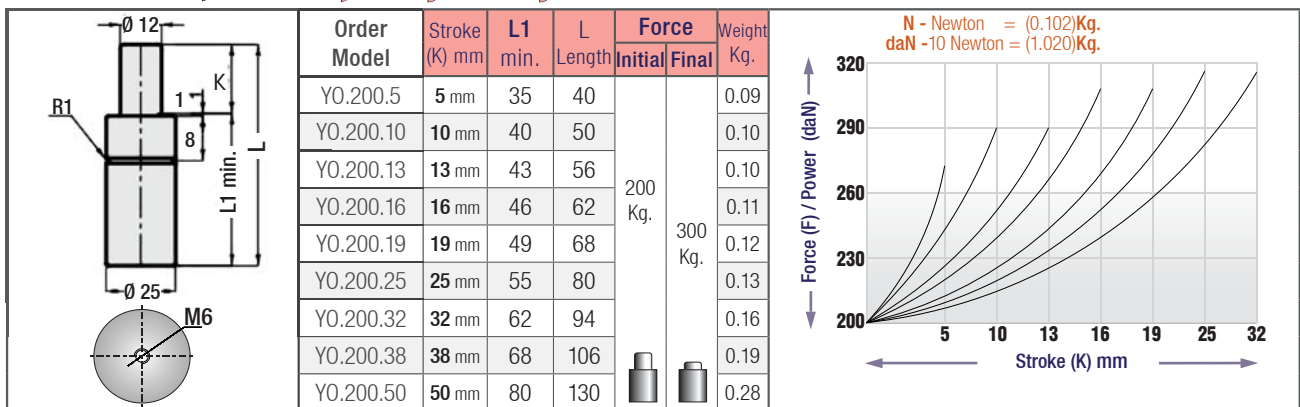 Ø 12
K
1
R1
8
L1 min.
L
Ø 25
M6
Order Model Stroke (K) mm L1 min. L Length Force Initial Final Weight Kg.
YO.200.5 5 mm 35 40 0.09
YO.200.10 10 mm 40 50 0.10
YO.200.13 13 mm 43 56 0.10
YO.200.16 16 mm 46 62 0.11
YO.200.19 19 mm 49 68 0.12
YO.200.25 25 mm 55 80 0.13
YO.200.32 32 mm 62 94 0.16
YO.200.38 38 mm 68 106 0.19
YO.200.50 50 mm 80 130 0.28
200 Kg.
300 Kg.
N - Newton = (0.102)Kg.
daN -10 Newton = (1.020)Kg.
Force (F) / Power (daN)
320
290
260
230
200
5 10 13 16 19 25 32
Stroke (K) mm